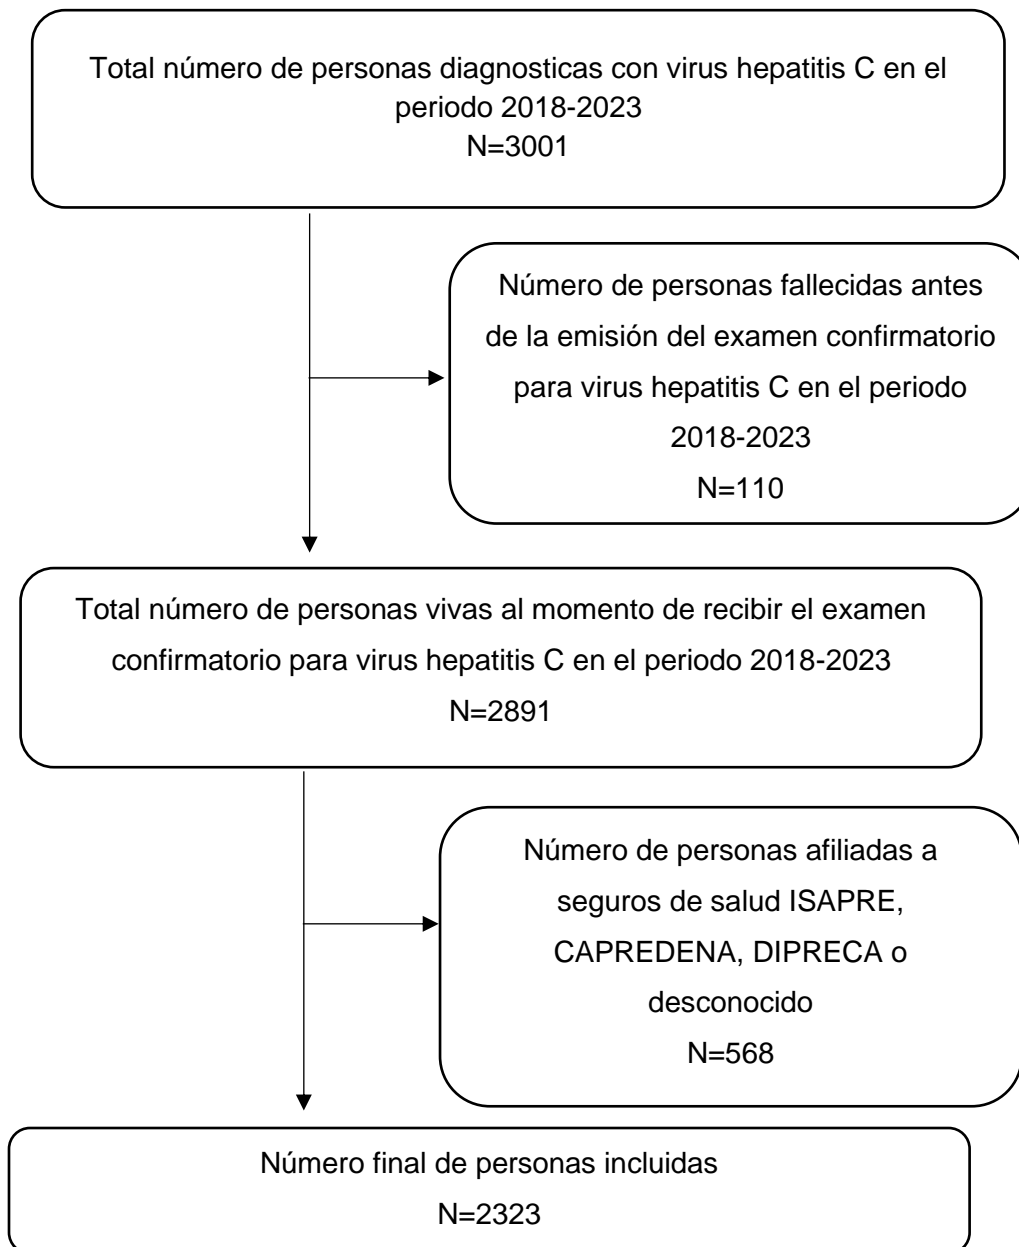 Total número de personas diagnosticas con virus hepatitis C en el
periodo 2018-2023
N=3001
Número de personas fallecidas antes
de la emisión del examen confirmatorio
para virus hepatitis C en el periodo
2018-2023
N=110
Total número de personas vivas al momento de recibir el examen
confirmatorio para virus hepatitis C en el periodo 2018-2023
N=2891
Número de personas afiliadas a
seguros de salud ISAPRE,
CAPREDENA, DIPRECA o
desconocido
N=568
Número final de personas incluidas
N=2323